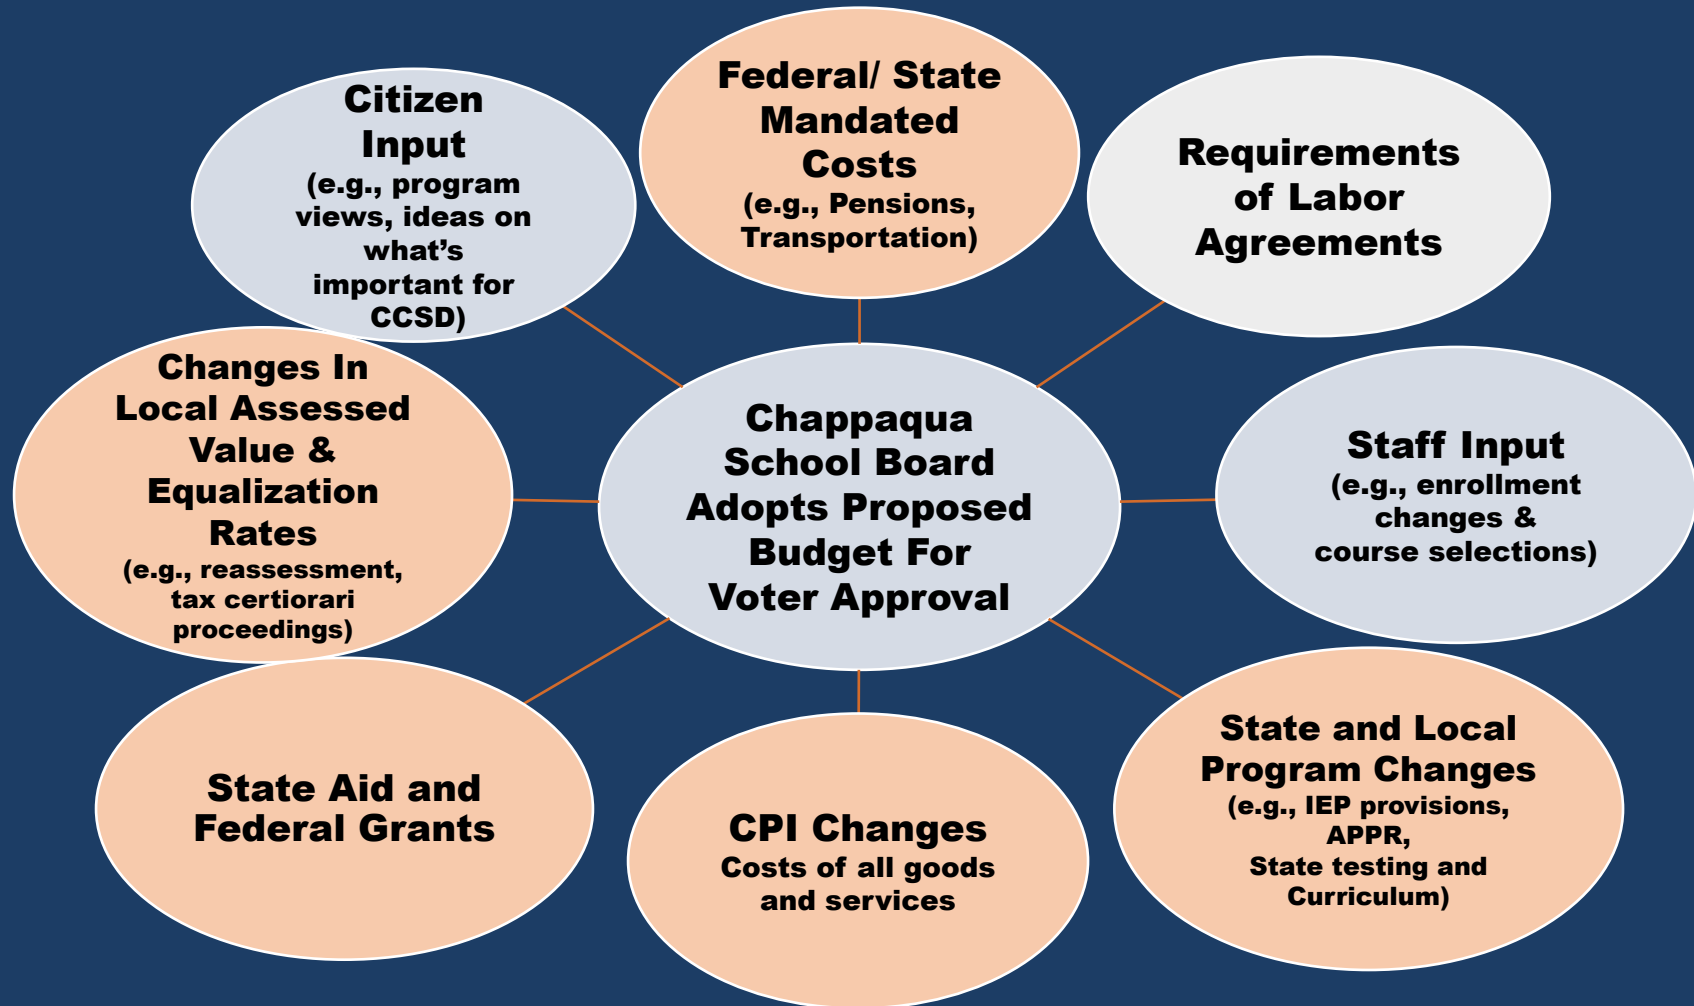 Citizen
Input
(e.g., program
views, ideas on
what’s
important for
CCSD)
Federal/ State
Mandated
Costs
(e.g., Pensions,
Transportation)
Requirements
of Labor
Agreements
Changes In
Local Assessed
Value &
Equalization
Rates
(e.g., reassessment,
tax certiorari
proceedings)
Chappaqua
School Board
Adopts Proposed
Budget For
Voter Approval
Staff Input
(e.g., enrollment
changes &
course selections)
State Aid and
Federal Grants
CPI Changes
Costs of all goods
and services
State and Local
Program Changes
(e.g., IEP provisions,
APPR,
State testing and
Curriculum)